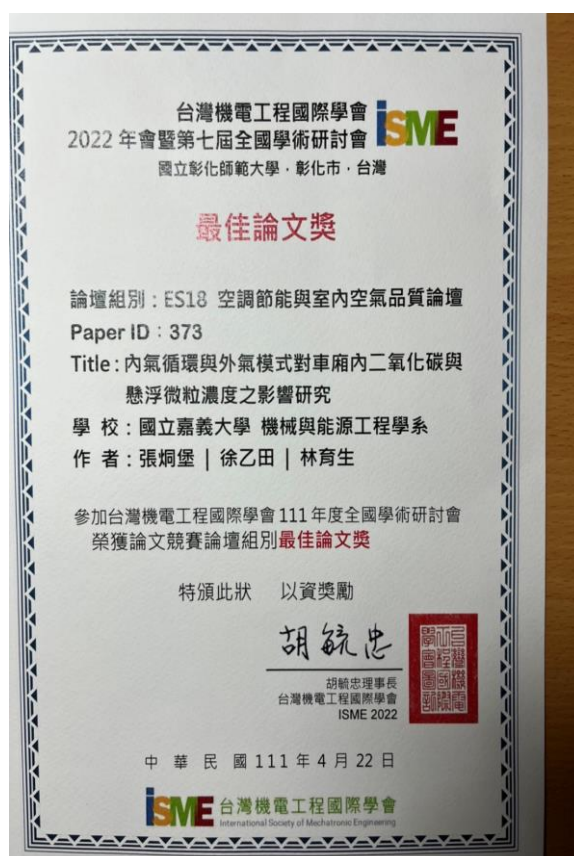 台灣機電工程國際學會
iSME
2022 年會暨第七屆全國學術研討會
國立彰化師範大學．彰化市．台灣
最佳論文獎
論壇組別：ES18 空調節能與室內空氣品質論壇
Paper ID：373
Title：內氣循環與外氣模式對車廂內二氧化碳與
懸浮微粒濃度之影響研究
學 校：國立嘉義大學 機械與能源工程學系
作 者：張烔堡 | 徐乙田 | 林育生
參加台灣機電工程國際學會 111 年度全國學術研討會
榮獲論文競賽論壇組別最佳論文獎
特頒此狀 以資獎勵
胡毓忠
胡毓忠理事長
台灣機電工程國際學會
ISME 2022
中 華 民 國 111 年 4 月 22 日
iSME 台灣機電工程國際學會
International Society of Mechatronic Engineering